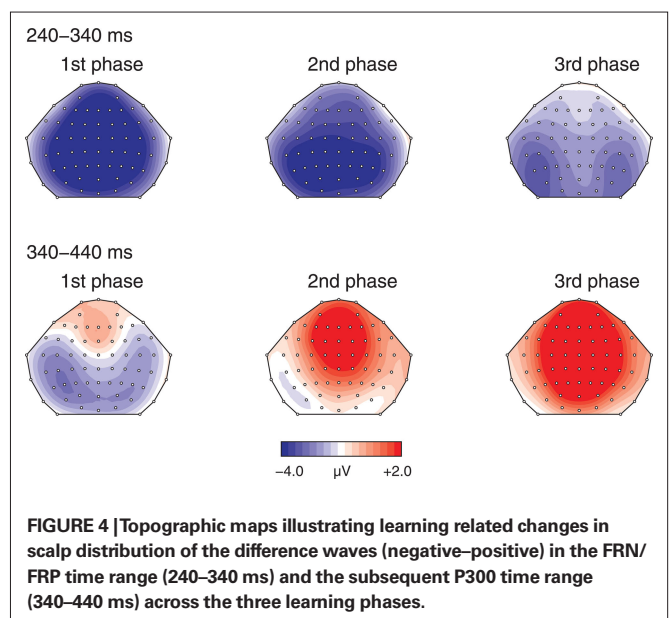 240–340 ms
1st phase
2nd phase
3rd phase
340–440 ms
1st phase
2nd phase
3rd phase
−4.0
µV
+2.0
FIGURE 4 | Topographic maps illustrating learning related changes in
scalp distribution of the difference waves (negative–positive) in the FRN/
FRP time range (240–340 ms) and the subsequent P300 time range
(340–440 ms) across the three learning phases.